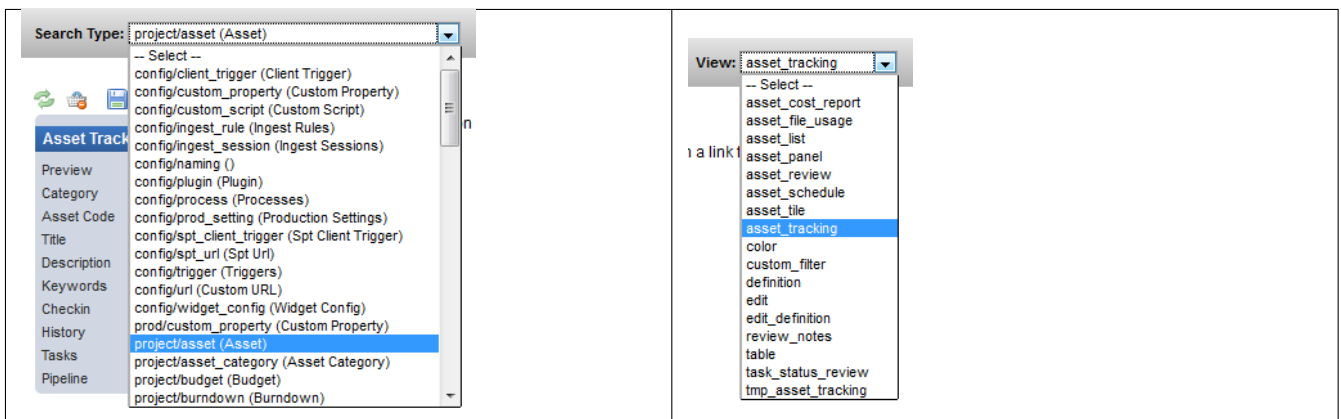 Search Type: project/asset (Asset)
-- Select --
config/client_trigger (Client Trigger)
config/custom_property (Custom Property)
config/custom_script (Custom Script)
config/ingest_rule (Ingest Rules)
config/ingest_session (Ingest Sessions)
config/naming ()
config/plugin (Plugin)
config/process (Processes)
config/prod_setting (Production Settings)
config/spt_client_trigger (Spt Client Trigger)
config/spt_url (Spt Url)
config/trigger (Triggers)
config/url (Custom URL)
config/widget_config (Widget Config)
prod/custom_property (Custom Property)
project/asset (Asset)
project/asset_category (Asset Category)
project/budget (Budget)
project/burndown (Burndown)
Asset Track
Preview
Category
Asset Code
Title
Description
Keywords
Checkin
History
Tasks
Pipeline
n
View: asset_tracking
-- Select --
asset_cost_report
asset_file_usage
asset_list
asset_panel
asset_review
asset_schedule
asset_tile
asset_tracking
color
custom_filter
definition
edit
edit_definition
review_notes
table
task_status_review
tmp_asset_tracking
a link